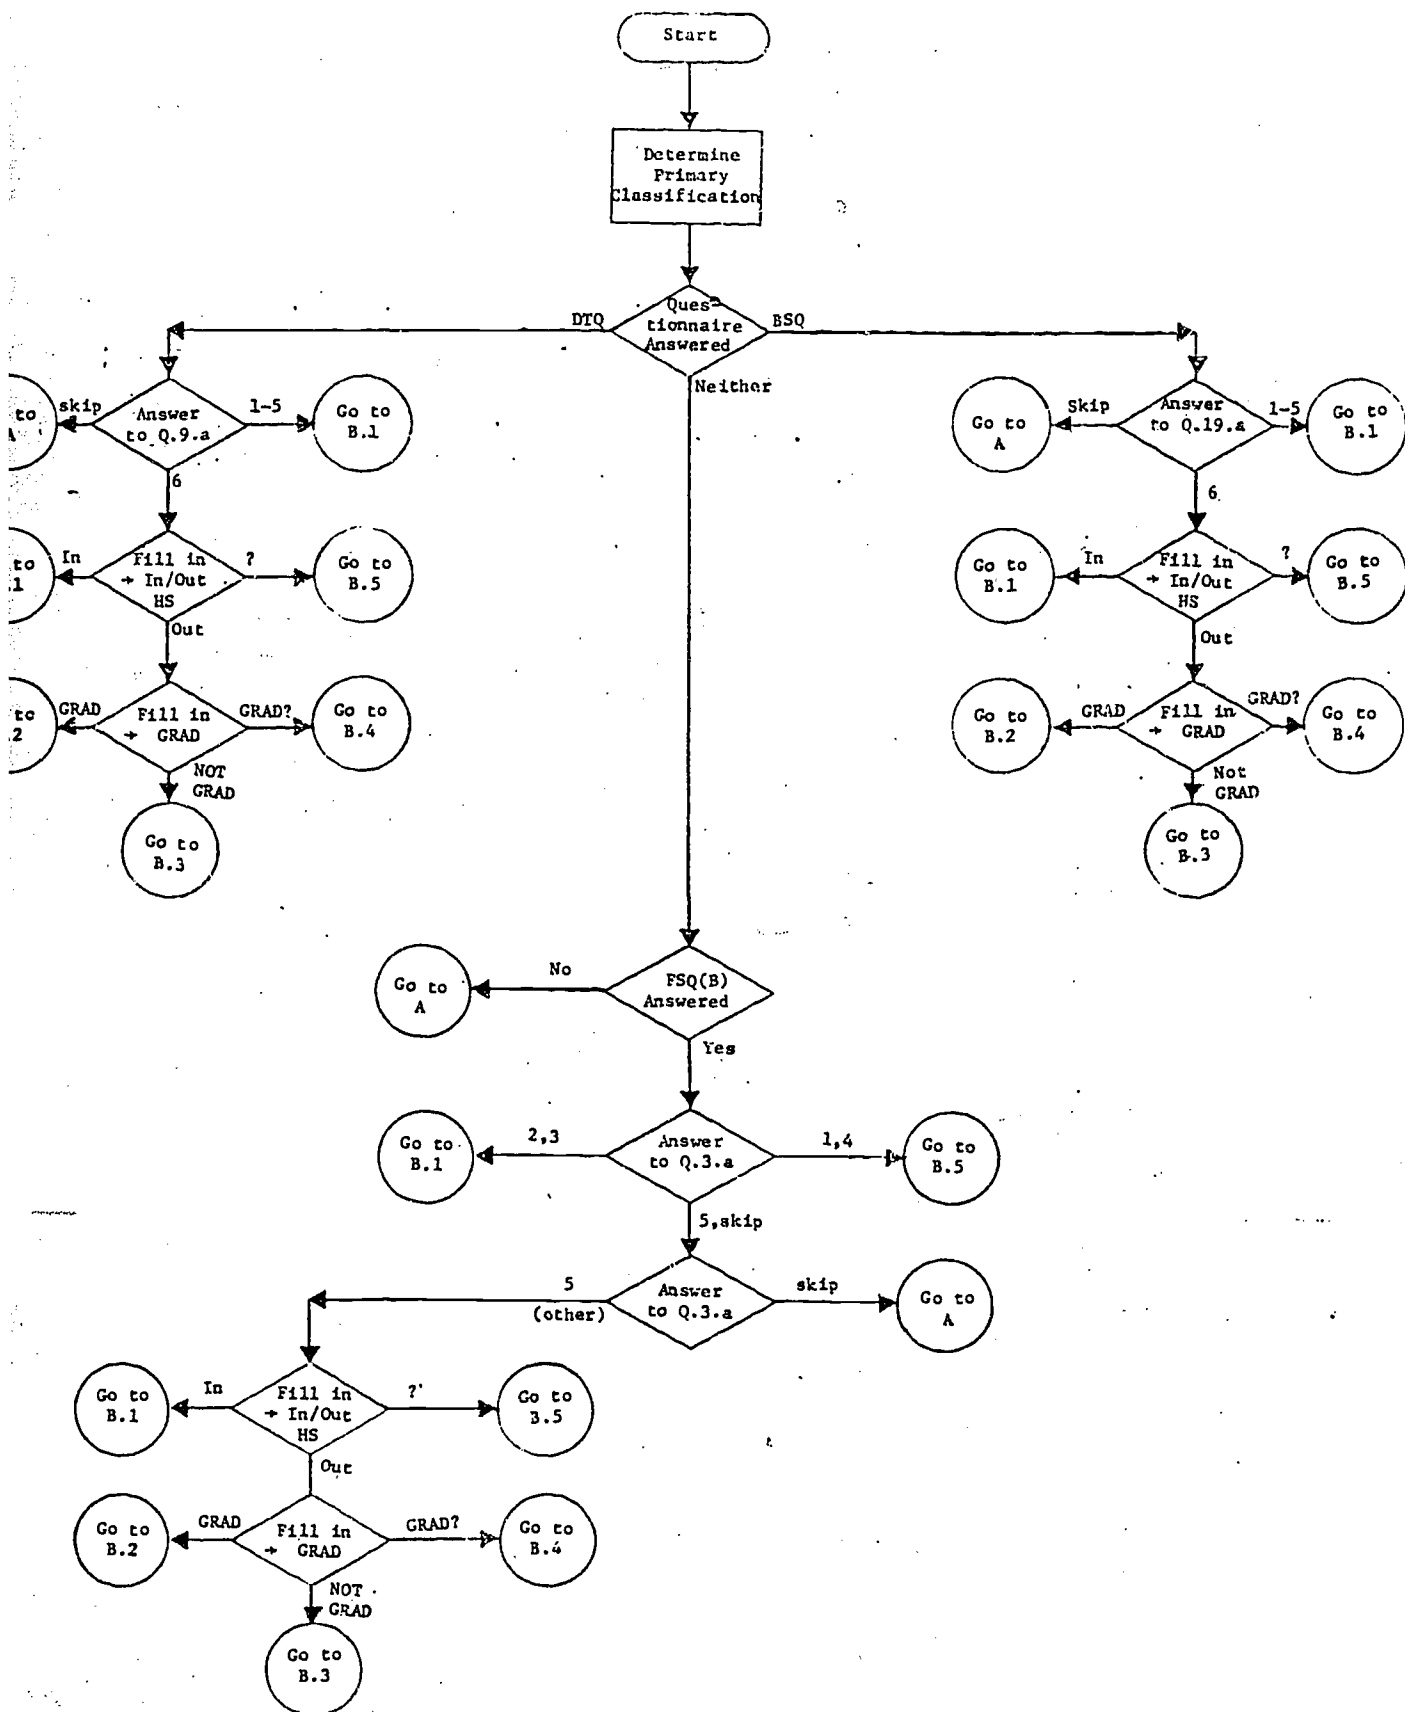 Start
Determine
Primary
Classification
Ques-
tionnaire
Answered
DTQ
BSQ
Neither
to
A
skip
Answer
to Q.9.a
1-5
Go to
B.1
6
to
.1
In
Fill in
→ In/Out
HS
?
Go to
B.5
Out
to
.2
GRAD
Fill in
→ GRAD
GRAD?
Go to
B.4
NOT
GRAD
Go to
B.3
Go to
A
Skip
Answer
to Q.19.a
1-5
Go to
B.1
6
Go to
B.1
In
Fill in
→ In/Out
HS
?
Go to
B.5
Out
Go to
B.2
GRAD
Fill in
→ GRAD
GRAD?
Go to
B.4
Not
GRAD
Go to
B.3
Go to
A
No
FSQ(B)
Answered
Yes
Go to
B.1
2,3
Answer
to Q.3.a
1,4
Go to
B.5
5,skip
5
(other)
Answer
to Q.3.a
skip
Go to
A
Go to
B.1
In
Fill in
→ In/Out
HS
?
Go to
B.5
Out
Go to
B.2
GRAD
Fill in
→ GRAD
GRAD?
Go to
B.4
NOT
GRAD
Go to
B.3